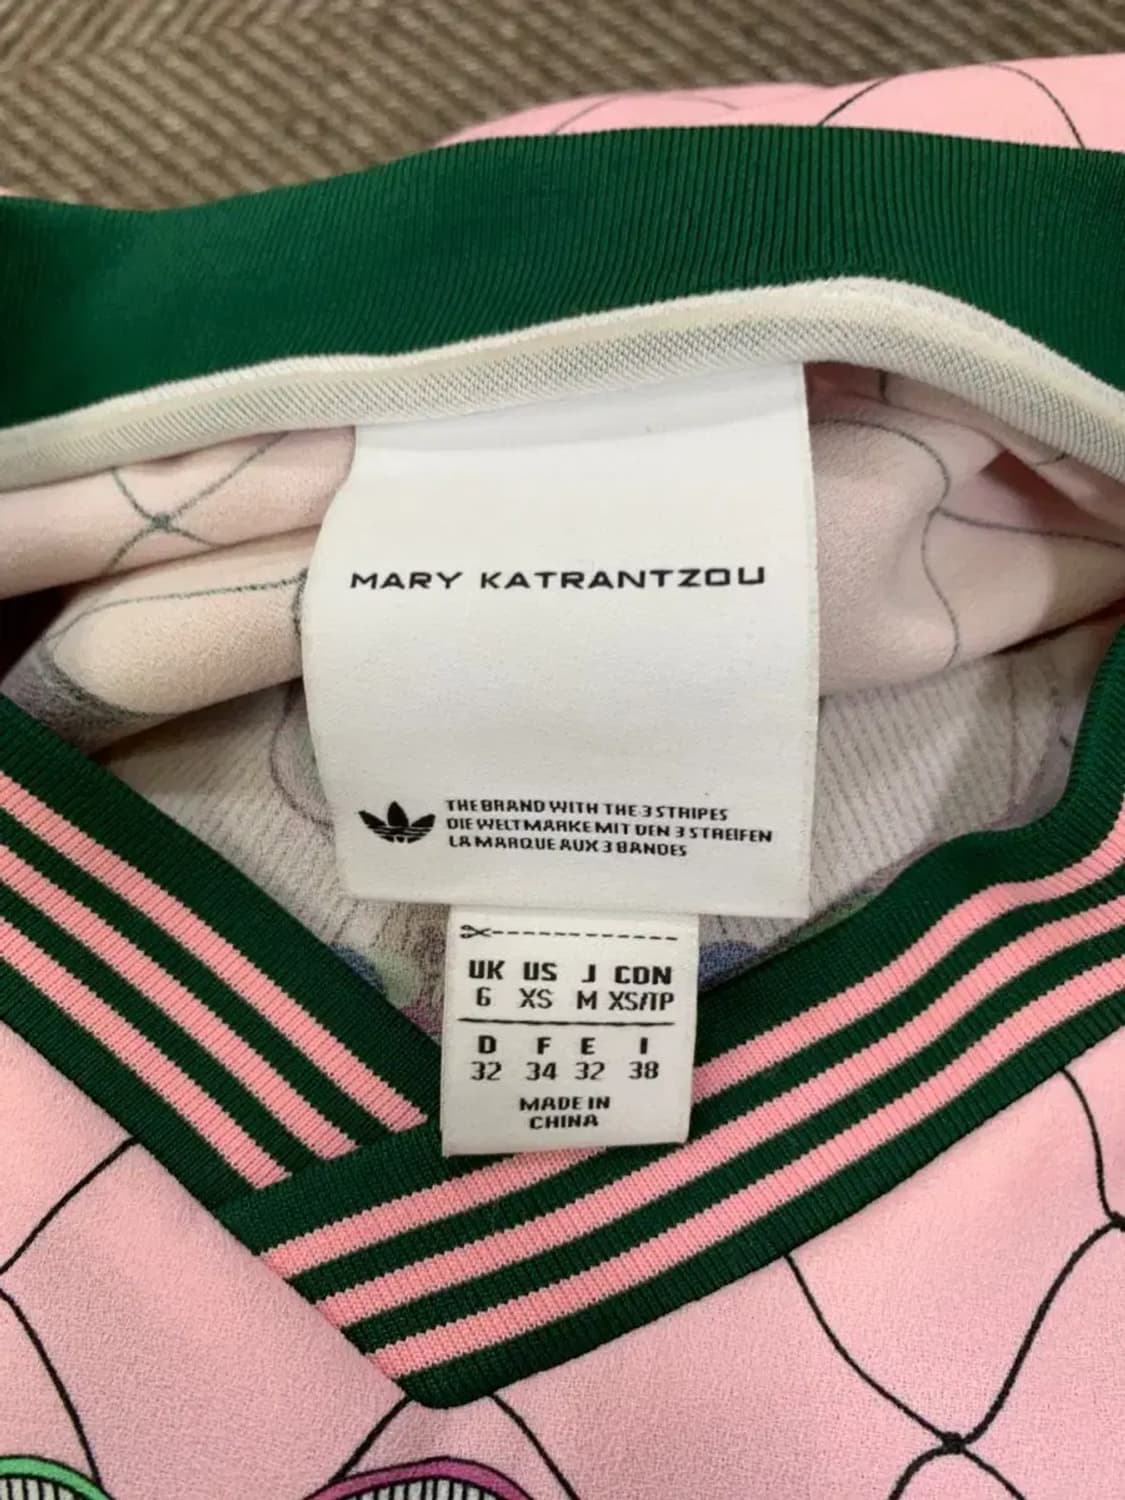 MARY KATRANTZOU
THE BRAND WITH THE 3 STRIPES
DIE WELTMARKE MIT DEN 3 STREIFEN
LA MARQUE AUX 3 BANDES
UK US J CDN
6 XS M XS/TP
D F E I
32 34 32 38
MADE IN
CHINA